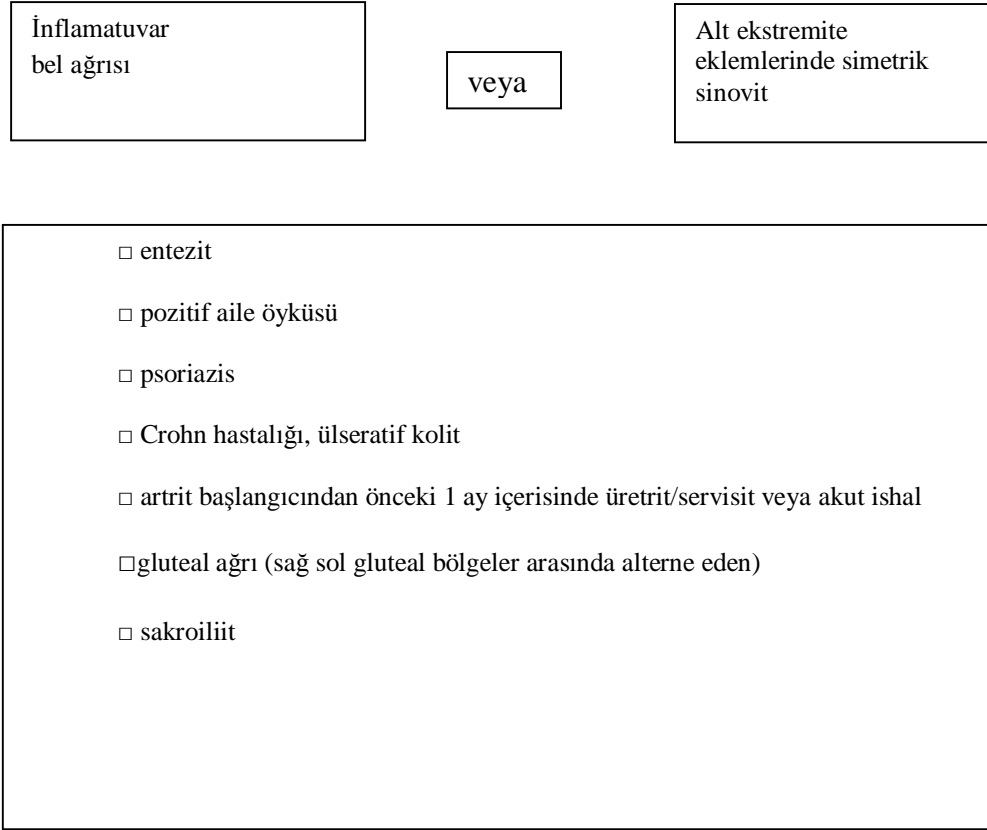 İnflamatuvar
bel ağrısı
veya
Alt ekstremite
eklemlerinde simetrik
sinovit
□ entezit
□ pozitif aile öyküsü
□ psoriazis
□ Crohn hastalığı, ülseratif kolit
□ artrit başlangıcından önceki 1 ay içerisinde üretrit/servisit veya akut ishal
□gluteal ağrı (sağ sol gluteal bölgeler arasında alterne eden)
□ sakroiliit